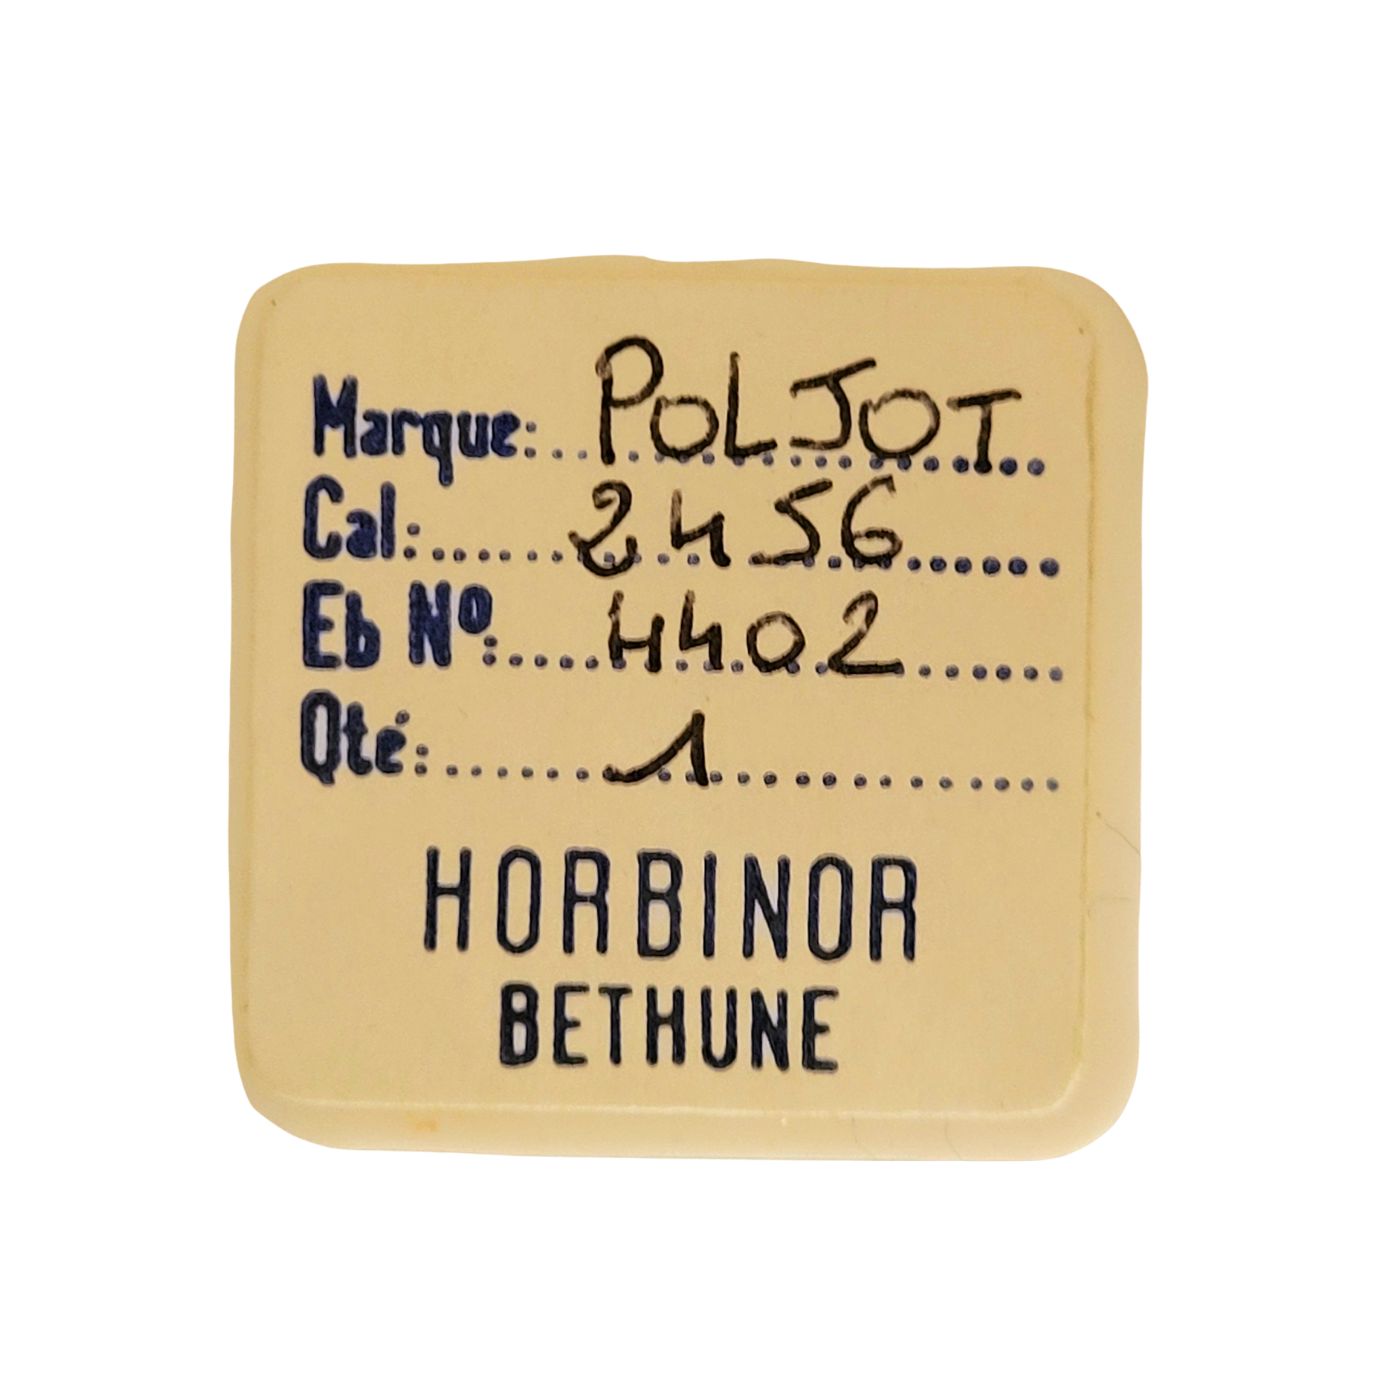 Marque: POLJOT
Cal: 2456
Eb Nº: 4402
Qté: 1
HORBINOR
BETHUNE